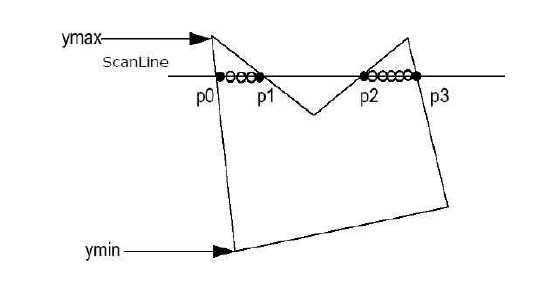 ymax
ScanLine
p0 p1 p2 p3
ymin